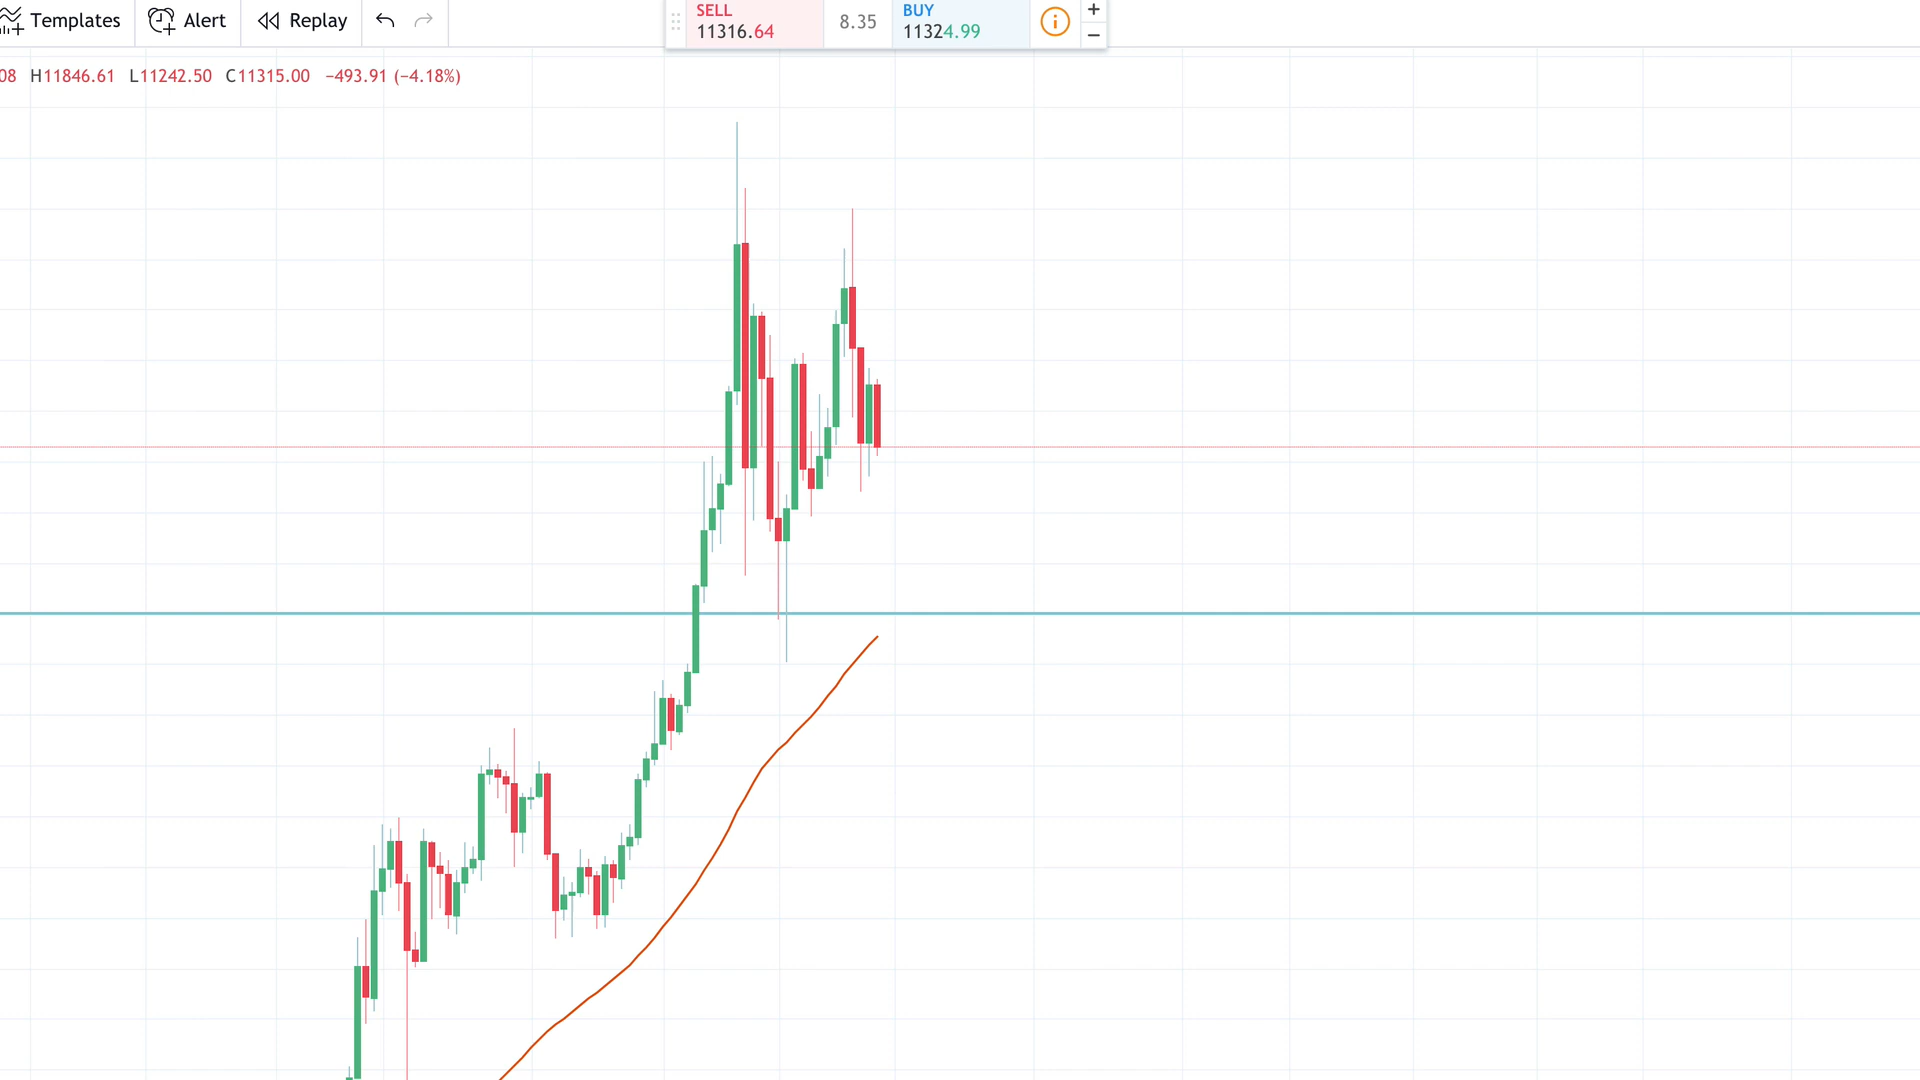 Templates Alert Replay
SELL
11316.64
8.35
BUY
11324.99
08 H11846.61 L11242.50 C11315.00 −493.91 (−4.18%)